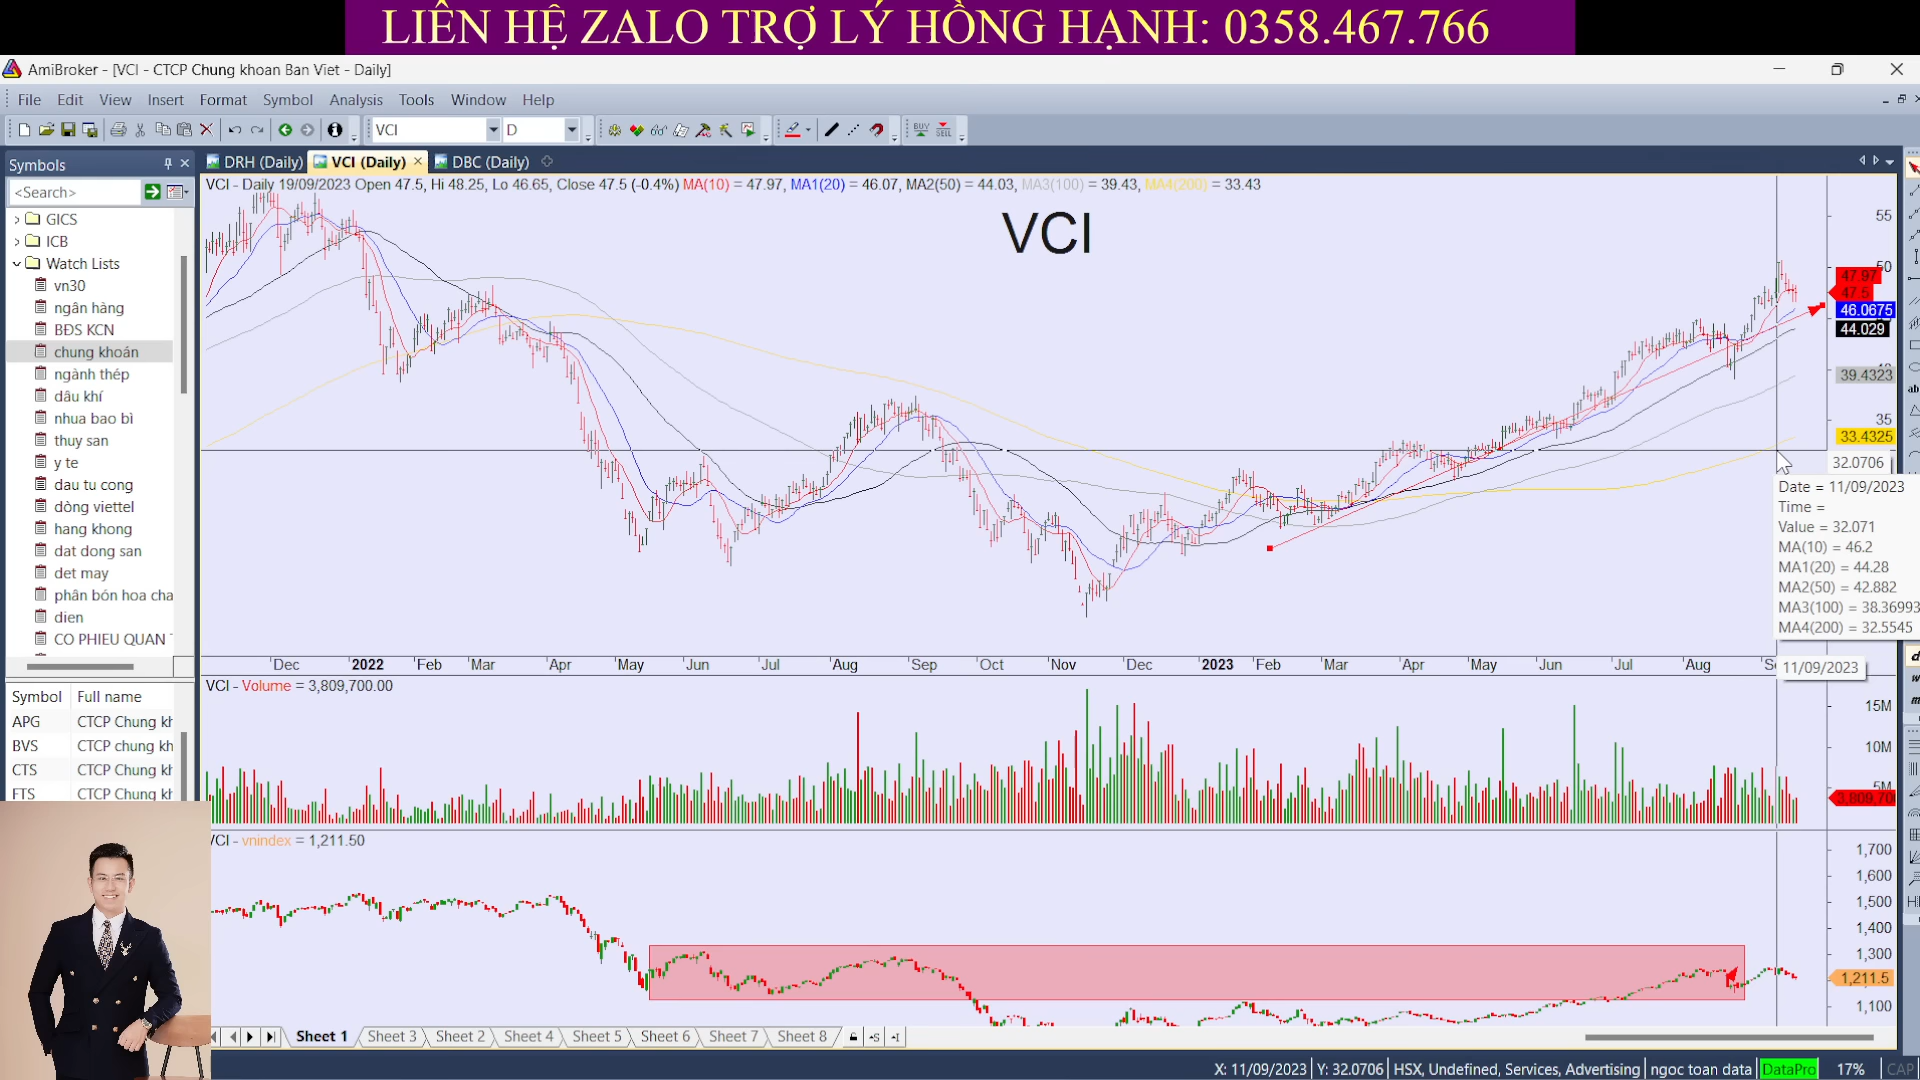 LIÊN HỆ ZALO TRỢ LÝ HỒNG HẠNH: 0358.467.766
AmiBroker - [VCI - CTCP Chung khoan Ban Viet - Daily]
File Edit View Insert Format Symbol Analysis Tools Window Help
VCI D BUY SELL
Symbols
DRH (Daily) VCI (Daily) DBC (Daily)
<Search>
VCI - Daily 19/09/2023 Open 47.5, Hi 48.25, Lo 46.65, Close 47.5 (-0.4%) MA(10) = 47.97, MA1(20) = 46.07, MA2(50) = 44.03, MA3(100) = 39.43, MA4(200) = 33.43
VCI
GICS
ICB
Watch Lists
vn30
ngân hàng
BĐS KCN
chung khoán
ngành thép
dầu khí
nhua bao bì
thuy san
y te
dau tu cong
dòng viettel
hang khong
dat dong san
det may
phân bón hoa cha
dien
CO PHIEU QUAN
55
50
47.97
47.5
46.0675
44.029
39.4323
35
33.4325
32.0706
Date = 11/09/2023
Time =
Value = 32.071
MA(10) = 46.2
MA1(20) = 44.28
MA2(50) = 42.882
MA3(100) = 38.36993
MA4(200) = 32.5545
Dec 2022 Feb Mar Apr May Jun Jul Aug Sep Oct Nov Dec 2023 Feb Mar Apr May Jun Jul Aug 11/09/2023
VCI - Volume = 3,809,700.00
15M
10M
5M
Symbol Full name
APG CTCP Chung kh
BVS CTCP chung kh
CTS CTCP Chung kh
FTS CTCP Chung kh
VCI - vnindex = 1,211.50
1,700
1,600
1,500
1,400
1,300
1,211.5
1,100
Sheet 1 Sheet 3 Sheet 2 Sheet 4 Sheet 5 Sheet 6 Sheet 7 Sheet 8
X: 11/09/2023 Y: 32.0706 HSX, Undefined, Services, Advertising ngoc toan data DataPro 17% CAP